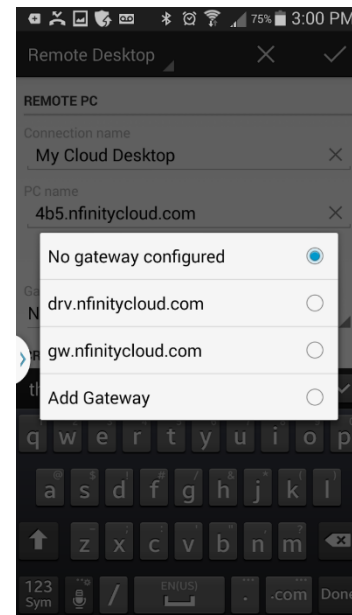 75% 3:00 PM
Remote Desktop
REMOTE PC
Connection name
My Cloud Desktop
PC name
4b5.nfinitycloud.com
No gateway configured
drv.nfinitycloud.com
gw.nfinitycloud.com
Add Gateway
q w e r t y u i o p
a s d f g h j k l
z x c v b n m
123
Sym
/
EN(US)
. .com Done